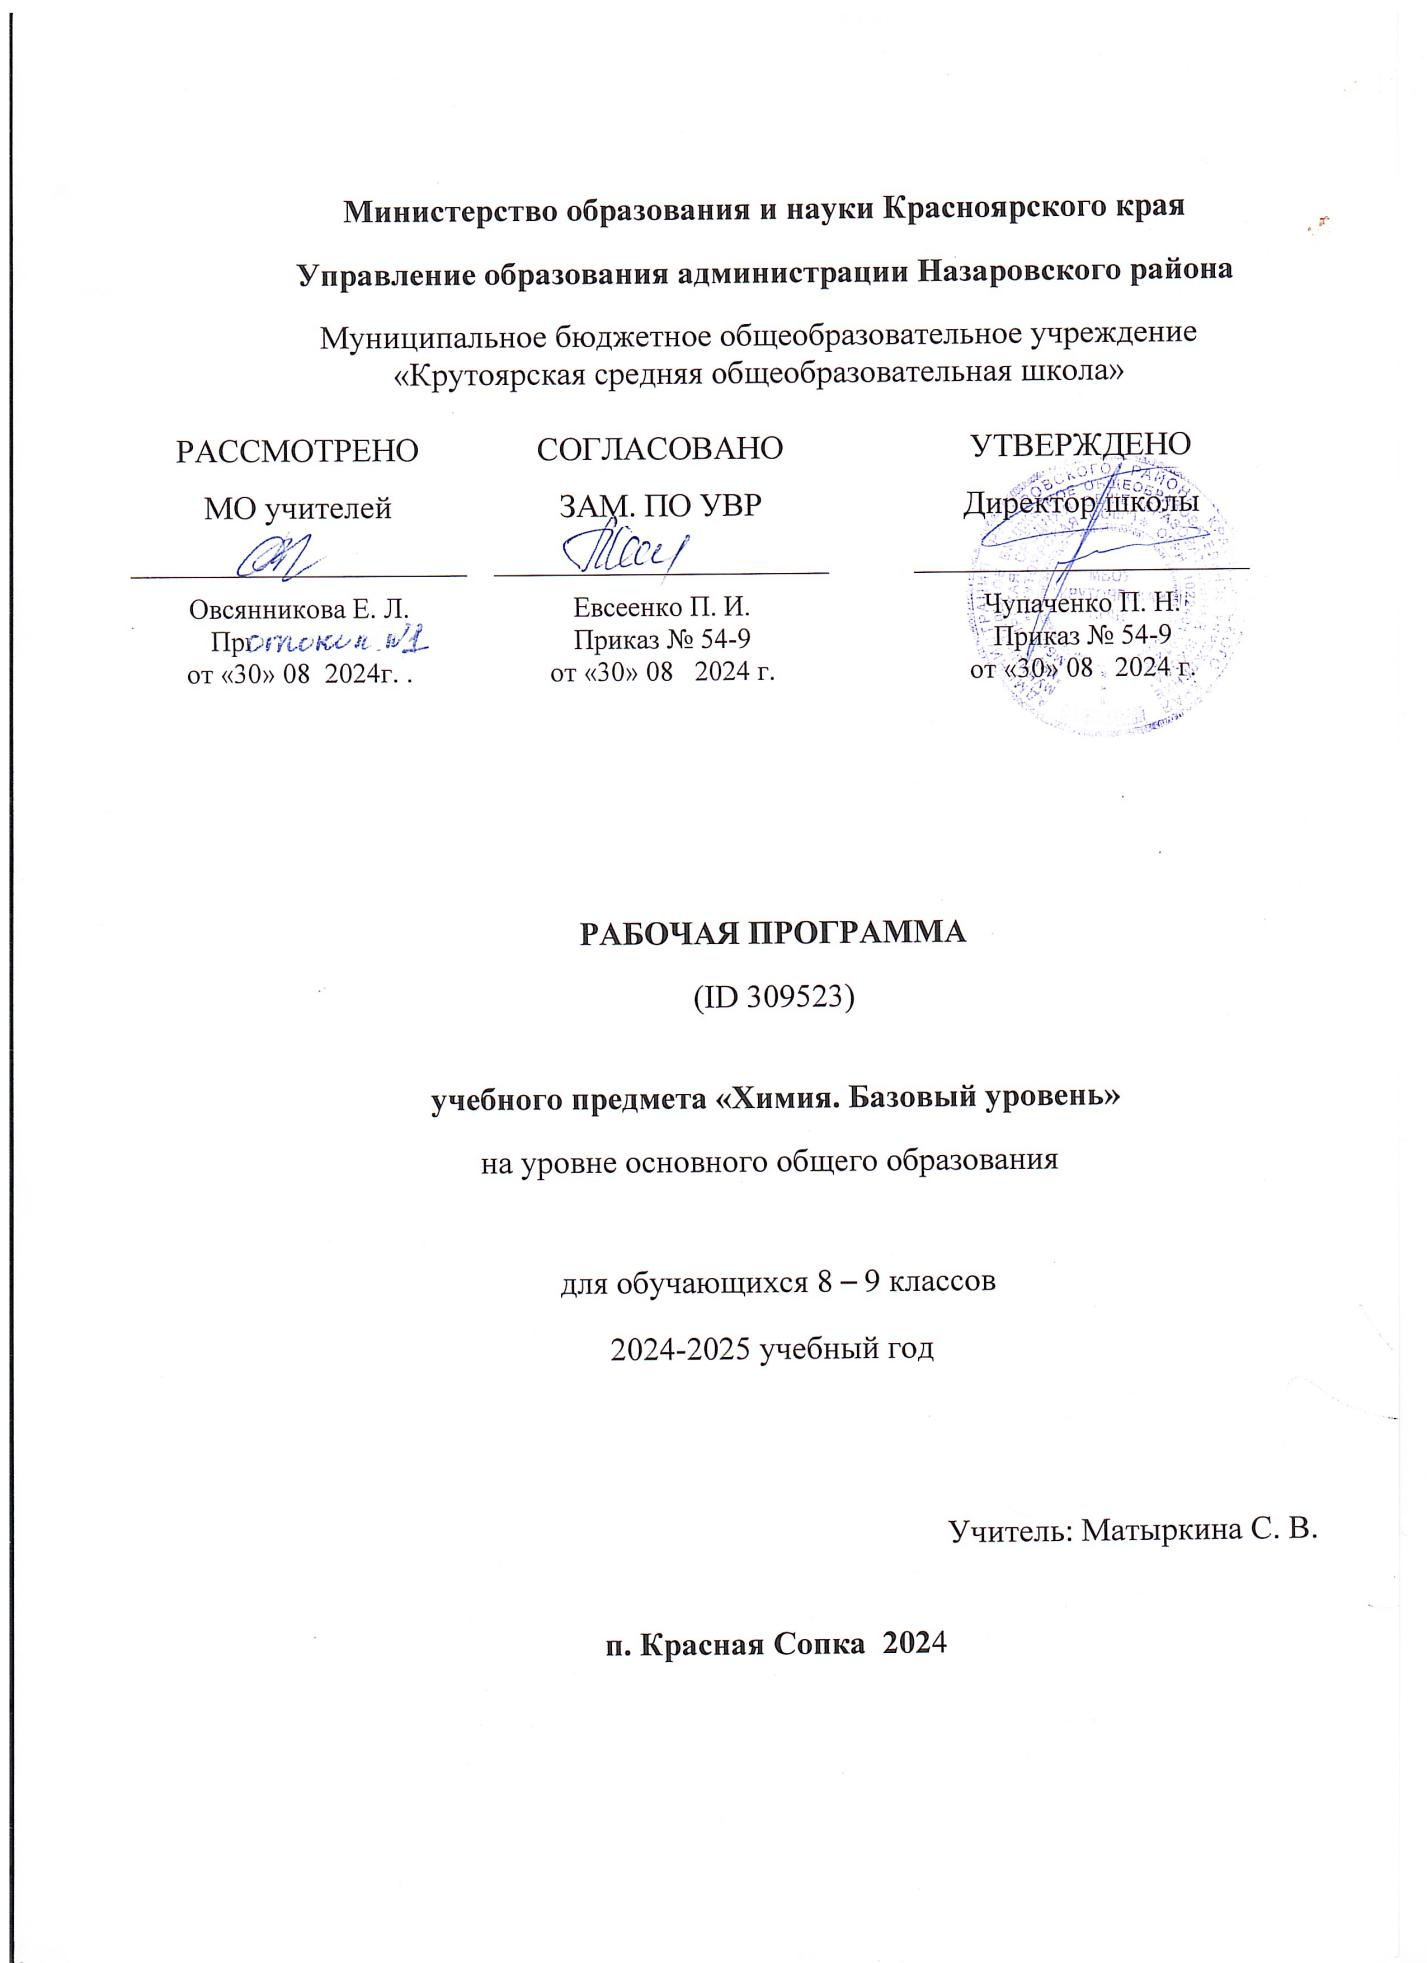 Министерство образования и науки Красноярского края
Управление образования администрации Назаровского района
Муниципальное бюджетное общеобразовательное учреждение
«Крутоярская средняя общеобразовательная школа»
РАССМОТРЕНО
МО учителей
Овсянникова Е. Л.
Протокол №1
от «30» 08 2024г. .
СОГЛАСОВАНО
ЗАМ. ПО УВР
Евсеенко П. И.
Приказ № 54-9
от «30» 08 2024 г.
УТВЕРЖДЕНО
Директор школы
Чупаченко П. Н.
Приказ № 54-9
от «30» 08 2024 г.
РАБОЧАЯ ПРОГРАММА
(ID 309523)
учебного предмета «Химия. Базовый уровень»
на уровне основного общего образования
для обучающихся 8 – 9 классов
2024-2025 учебный год
Учитель: Матыркина С. В.
п. Красная Сопка 2024